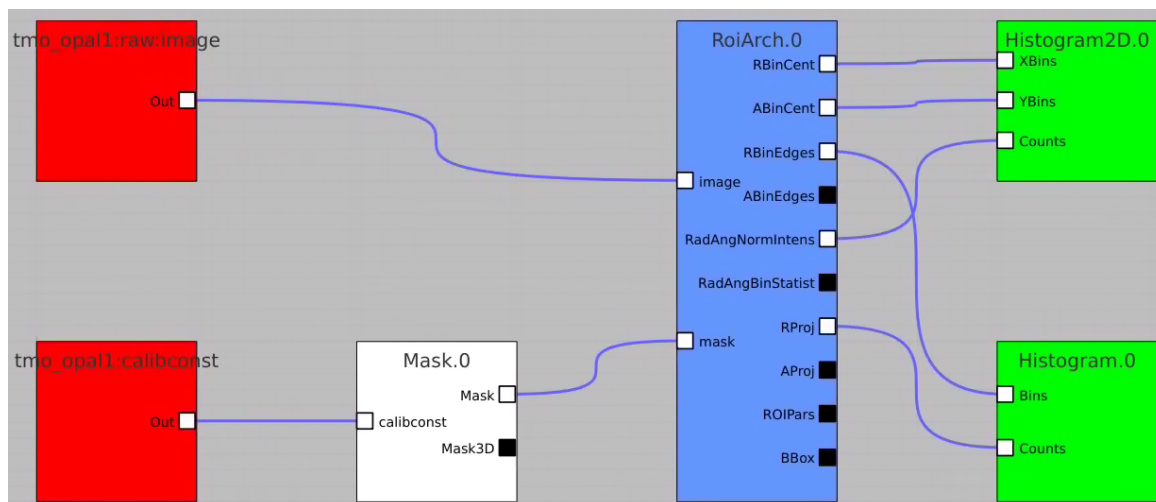 tmo_opal1:raw:image
Out
RoiArch.0
RBinCent
ABinCent
RBinEdges
image
ABinEdges
RadAngNormIntens
RadAngBinStatist
RProj
mask
AProj
ROIPars
BBox
Histogram2D.0
XBins
YBins
Counts
tmo_opal1:calibconst
Out
Mask.0
Mask
calibconst
Mask3D
Histogram.0
Bins
Counts